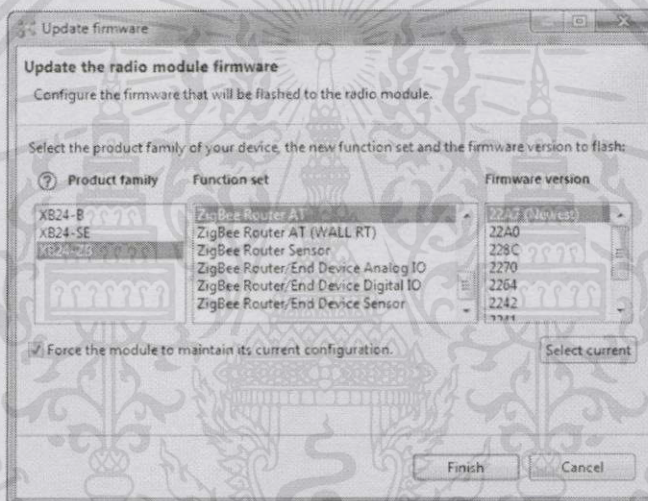 Update firmware
Update the radio module firmware
Configure the firmware that will be flashed to the radio module.
Select the product family of your device, the new function set and the firmware version to flash:
Product family Function set Firmware version
XB24-B ZigBee Router AT 22A7 (Newest)
XB24-SE ZigBee Router AT (WALL RT) 22A0
XB24-ZB ZigBee Router Sensor 228C
ZigBee Router/End Device Analog IO 2270
ZigBee Router/End Device Digital IO 2264
ZigBee Router/End Device Sensor 2242
2241
Force the module to maintain its current configuration. Select current
Finish Cancel